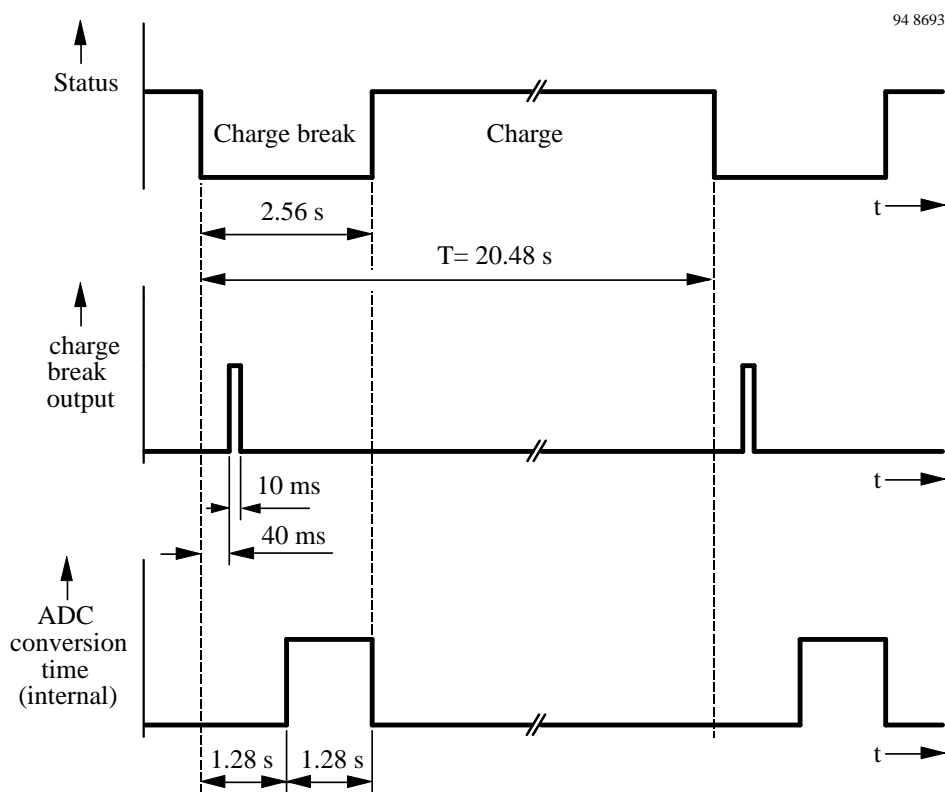 94 8693
Status
Charge break
Charge
t
2.56 s
T= 20.48 s
charge
break
output
t
10 ms
40 ms
ADC
conversion
time
(internal)
t
1.28 s
1.28 s